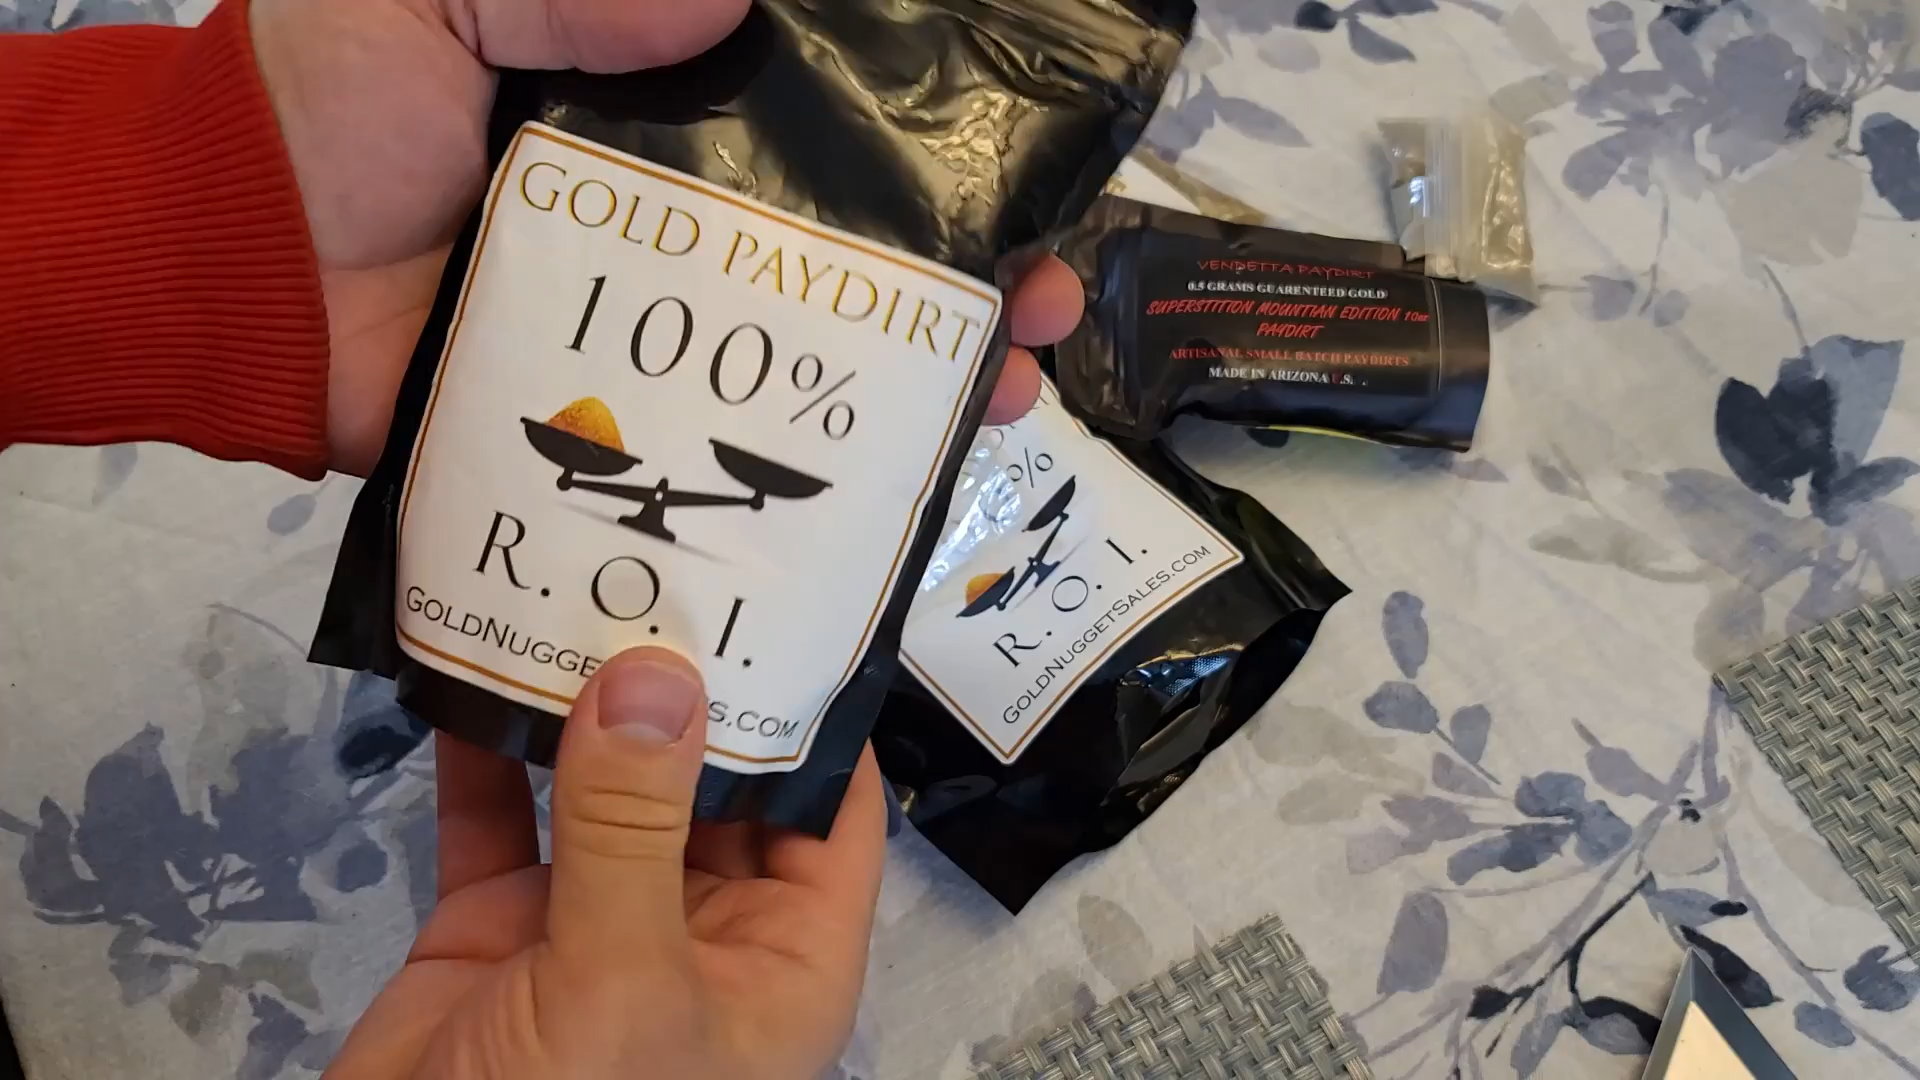 GOLD PAYDIRT
100%
R. O. I.
GOLDNUGGE
S.COM
VENDETTA PAYDIRT
0.5 GRAMS GUARENTEED GOLD
SUPERSTITION MOUNTIAN EDITION 10oz
PAYDIRT
ARTISANAL SMALL BATCH PAYDIRTS
MADE IN ARIZONA U.S.
%
R. O. I.
GOLDNUGGETSALES.COM